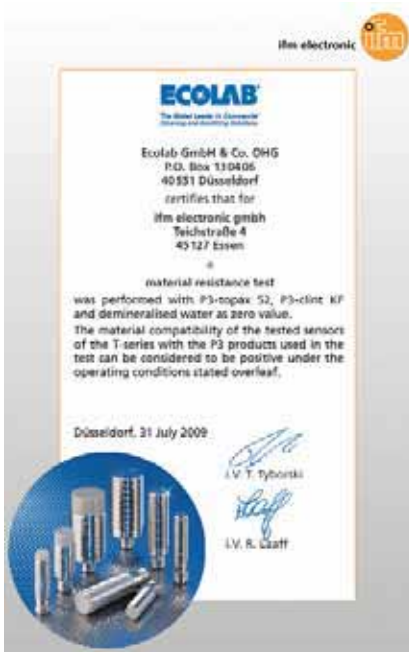 ifm electronic
ifm
ECOLAB
The Global Leader in Commercial
Cleaning and Sanitizing Solutions
Ecolab GmbH & Co. OHG
P.O. Box 130406
40551 Düsseldorf
certifies that for
ifm electronic gmbh
Teichstraße 4
45127 Essen
a
material resistance test
was performed with P3-topax 52, P3-clint KF
and demineralised water as zero value.
The material compatibility of the tested sensors
of the T-series with the P3 products used in the
test can be considered to be positive under the
operating conditions stated overleaf.
Düsseldorf, 31 July 2009
i.V. T. Tyborski
i.V. R. Laaff